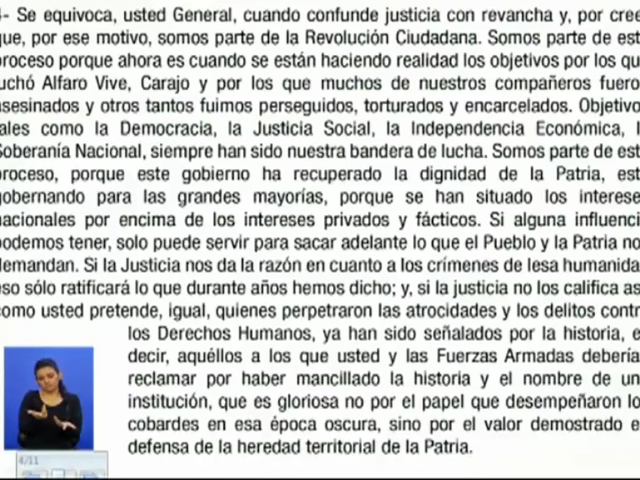 4- Se equivoca, usted General, cuando confunde justicia con revancha y, por cree
que, por ese motivo, somos parte de la Revolución Ciudadana. Somos parte de est
proceso porque ahora es cuando se están haciendo realidad los objetivos por los qu
luchó Alfaro Vive, Carajo y por los que muchos de nuestros compañeros fuero
asesinados y otros tantos fuimos perseguidos, torturados y encarcelados. Objetivo
tales como la Democracia, la Justicia Social, la Independencia Económica, l
Soberanía Nacional, siempre han sido nuestra bandera de lucha. Somos parte de est
proceso, porque este gobierno ha recuperado la dignidad de la Patria, est
gobernando para las grandes mayorías, porque se han situado los interese
nacionales por encima de los intereses privados y fácticos. Si alguna influenci
podemos tener, solo puede servir para sacar adelante lo que el Pueblo y la Patria no
demandan. Si la Justicia nos da la razón en cuanto a los crímenes de lesa humanida
eso sólo ratificará lo que durante años hemos dicho; y, si la justicia no los califica as
como usted pretende, igual, quienes perpetraron las atrocidades y los delitos contr
los Derechos Humanos, ya han sido señalados por la historia, e
decir, aquéllos a los que usted y las Fuerzas Armadas debería
reclamar por haber mancillado la historia y el nombre de un
institución, que es gloriosa no por el papel que desempeñaron lo
cobardes en esa época oscura, sino por el valor demostrado e
defensa de la heredad territorial de la Patria.
4/11